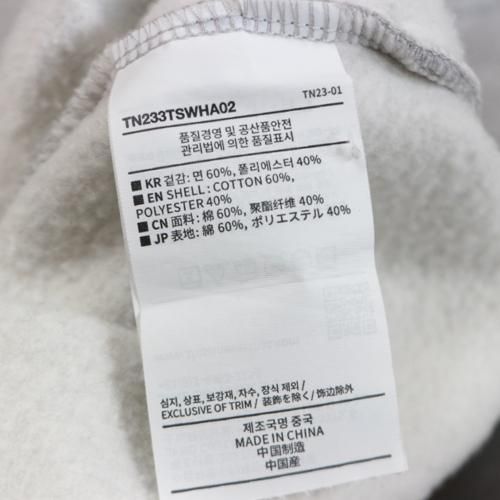 TN233TSWHA02
TN23-01
품질경영 및 공산품안전
관리법에 의한 품질표시
■ KR 겉감: 면 60%, 폴리에스터 40%
■ EN SHELL: COTTON 60%,
POLYESTER 40%
■ CN 面料: 棉 60%, 聚酯纤维 40%
■ JP 表地: 綿 60%, ポリエステル 40%
심지, 상표, 보강재, 자수, 장식 제외 /
EXCLUSIVE OF TRIM / 装飾を除く / 饰边除外
제조국명 중국
MADE IN CHINA
中国制造
中国産